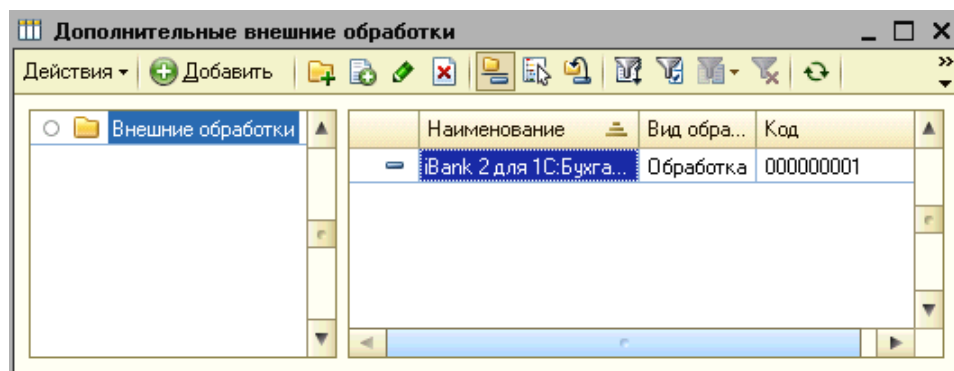 Дополнительные внешние обработки
Действия Добавить
Внешние обработки
Наименование Вид обра... Код
iBank 2 для 1С:Бухга... Обработка 000000001